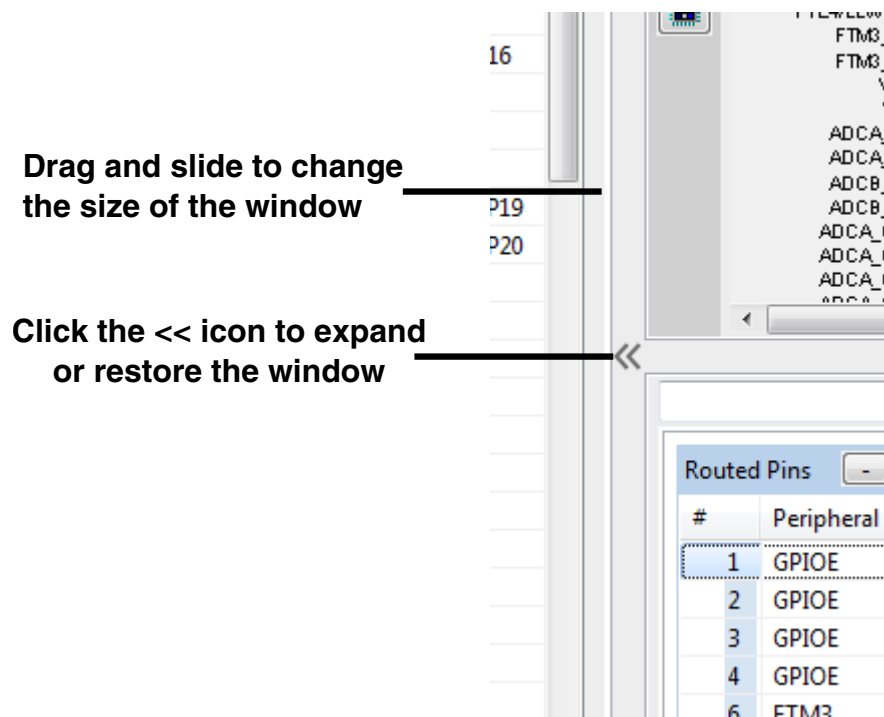 16
FTM3_
FTM3_
ADCA_
Drag and slide to change
ADCA_
the size of the window
ADCB_
P19
ADCB_
P20
ADCA_
ADCA_
ADCA_
Click the << icon to expand
or restore the window
«
Routed Pins -
# Peripheral
1 GPIOE
2 GPIOE
3 GPIOE
4 GPIOE
6 FTM3